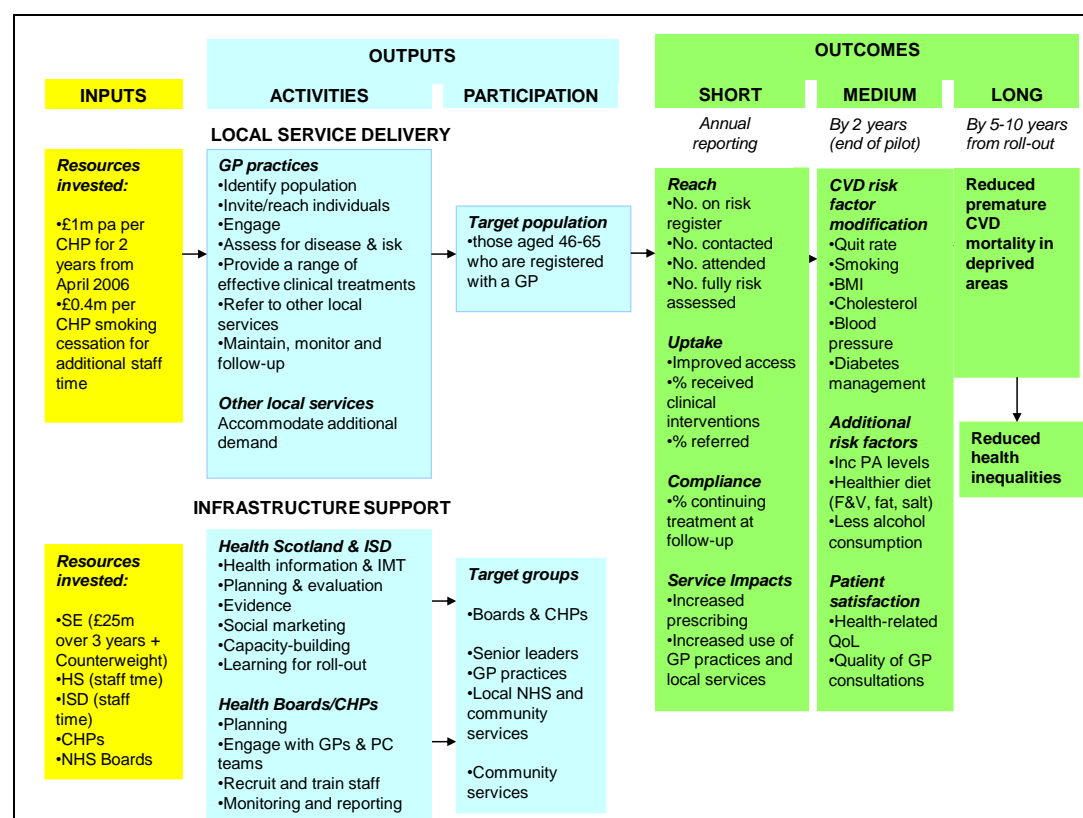 OUTPUTS
OUTCOMES
INPUTS
ACTIVITIES
PARTICIPATION
SHORT
MEDIUM
LONG
LOCAL SERVICE DELIVERY
Annual
reporting
By 2 years
(end of pilot)
By 5-10 years
from roll-out
Resources
invested:
•£1m pa per
CHP for 2
years from
April 2006
•£0.4m per
CHP smoking
cessation for
additional staff
time
GP practices
•Identify population
•Invite/reach individuals
•Engage
•Assess for disease & isk
•Provide a range of
effective clinical treatments
•Refer to other local
services
•Maintain, monitor and
follow-up
Other local services
Accommodate additional
demand
Target population
•those aged 46-65
who are registered
with a GP
Reach
•No. on risk
register
•No. contacted
•No. attended
•No. fully risk
assessed
Uptake
•Improved access
•% received
clinical
interventions
•% referred
Compliance
•% continuing
treatment at
follow-up
Service Impacts
•Increased
prescribing
•Increased use of
GP practices and
local services
CVD risk
factor
modification
•Quit rate
•Smoking
•BMI
•Cholesterol
•Blood
pressure
•Diabetes
management
Additional
risk factors
•Inc PA levels
•Healthier diet
(F&V, fat, salt)
•Less alcohol
consumption
Patient
satisfaction
•Health-related
QoL
•Quality of GP
consultations
Reduced
premature
CVD
mortality in
deprived
areas
Reduced
health
inequalities
INFRASTRUCTURE SUPPORT
Resources
invested:
•SE (£25m
over 3 years +
Counterweight)
•HS (staff tme)
•ISD (staff
time)
•CHPs
•NHS Boards
Health Scotland & ISD
•Health information & IMT
•Planning & evaluation
•Evidence
•Social marketing
•Capacity-building
•Learning for roll-out
Health Boards/CHPs
•Planning
•Engage with GPs & PC
teams
•Recruit and train staff
•Monitoring and reporting
Target groups
•Boards & CHPs
•Senior leaders
•GP practices
•Local NHS and
community
services
•Community
services